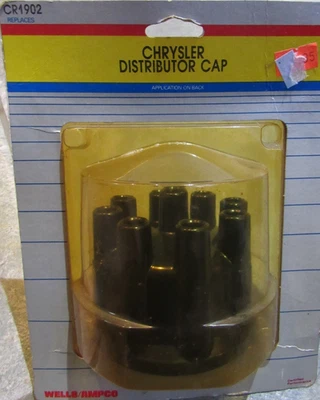 CR1902
REPLACES
CHRYSLER
DISTRIBUTOR CAP
APPLICATION ON BACK
WELLS/AMPCO